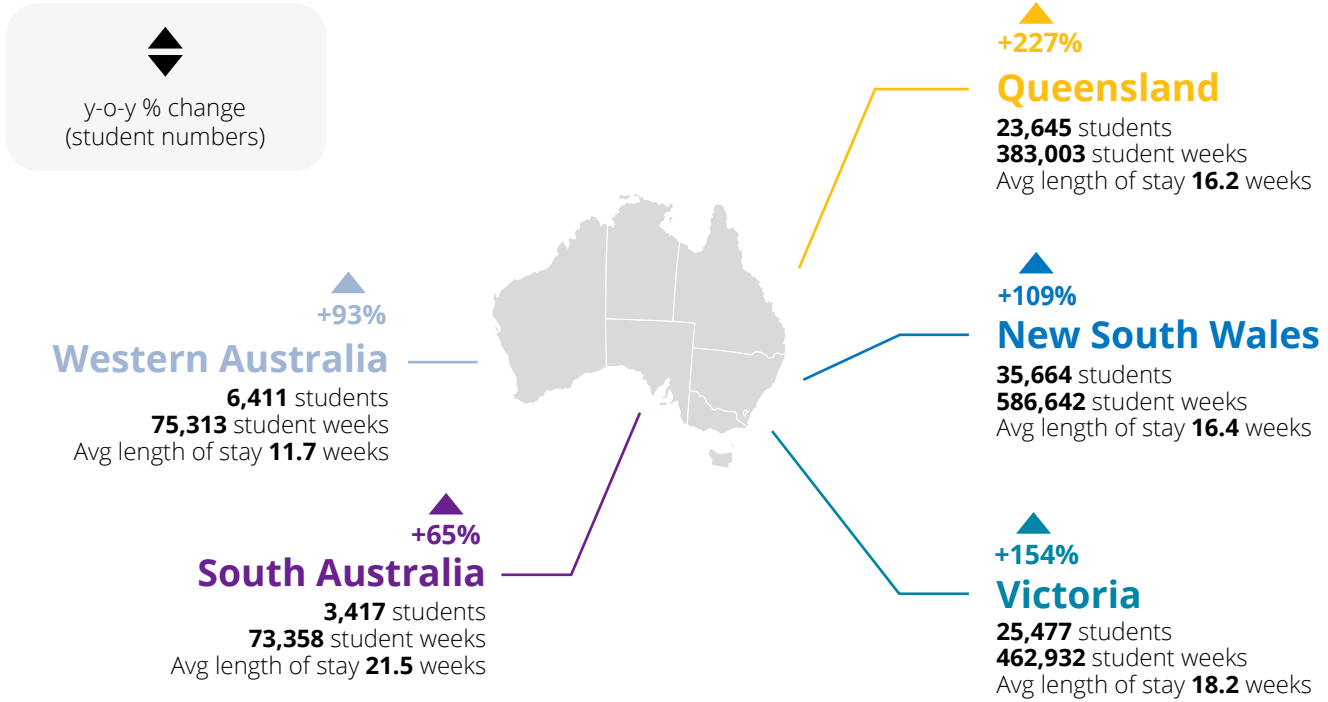 y-o-y % change
(student numbers)
+227%
Queensland
23,645 students
383,003 student weeks
Avg length of stay 16.2 weeks
+109%
New South Wales
35,664 students
586,642 student weeks
Avg length of stay 16.4 weeks
+93%
Western Australia
6,411 students
75,313 student weeks
Avg length of stay 11.7 weeks
+65%
South Australia
3,417 students
73,358 student weeks
Avg length of stay 21.5 weeks
+154%
Victoria
25,477 students
462,932 student weeks
Avg length of stay 18.2 weeks